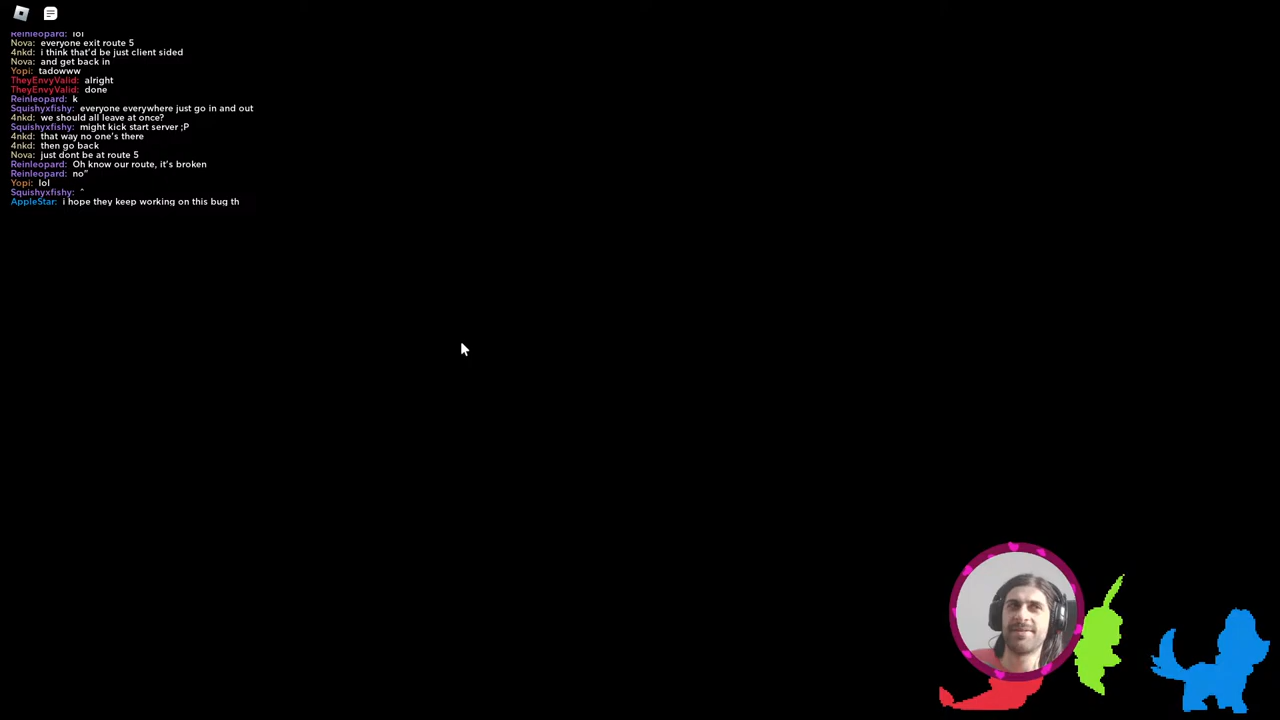 Reinleopard: lol
Nova: everyone exit route 5
4nkd: i think that'd be just client sided
Nova: and get back in
Yopi: tadowww
TheyEnvyValid: alright
TheyEnvyValid: done
Reinleopard: k
Squishyxfishy: everyone everywhere just go in and out
4nkd: we should all leave at once?
Squishyxfishy: might kick start server ;P
4nkd: that way no one's there
4nkd: then go back
Nova: just dont be at route 5
Reinleopard: Oh know our route, it's broken
Reinleopard: no"
Yopi: lol
Squishyxfishy: ^
AppleStar: i hope they keep working on this bug th